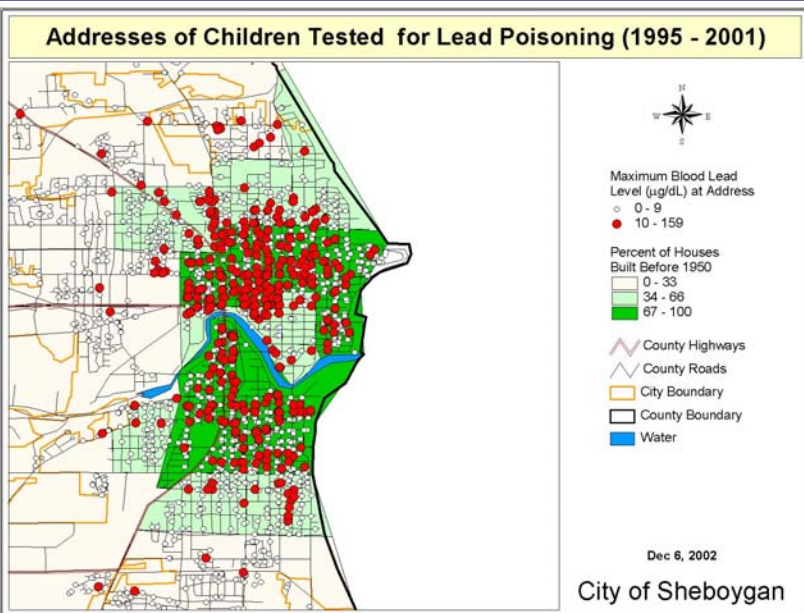 Addresses of Children Tested for Lead Poisoning (1995 - 2001)
N
W E
S
Maximum Blood Lead
Level (µg/dL) at Address
0 - 9
10 - 159
Percent of Houses
Built Before 1950
0 - 33
34 - 66
67 - 100
County Highways
County Roads
City Boundary
County Boundary
Water
Dec 6, 2002
City of Sheboygan